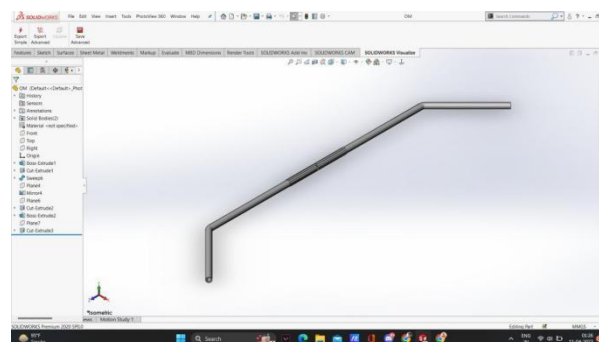 SOLIDWORKS File Edit View Insert Tools PhotoView 360 Window Help
OM
Search Commands
Export Simple
Export Advanced
Save Advanced
Features Sketch Surfaces Sheet Metal Weldments Markup Evaluate MBD Dimensions Render Tools SOLIDWORKS Add-Ins SOLIDWORKS CAM SOLIDWORKS Visualize
History
Sensors
Annotations
Solid Bodies(2)
Material <not specified>
Front
Top
Right
Origin
Boss-Extrude1
Cut-Extrude1
Plane4
Mirror4
Plane6
Cut-Extrude2
Boss-Extrude2
Plane7
Cut-Extrude3
*Isometric
Motion Study 1
SOLIDWORKS Premium 2020 SP5.0
Editing Part
MMGS
Search
ENG